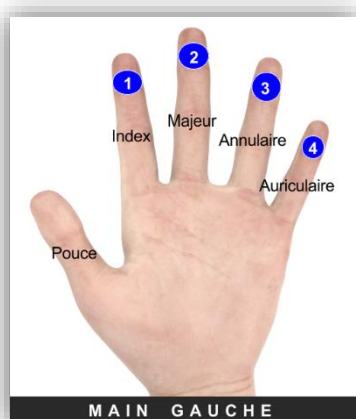 2
1
3
Majeur
Index
Annulaire
4
Auriculaire
Pouce
MAIN GAUCHE